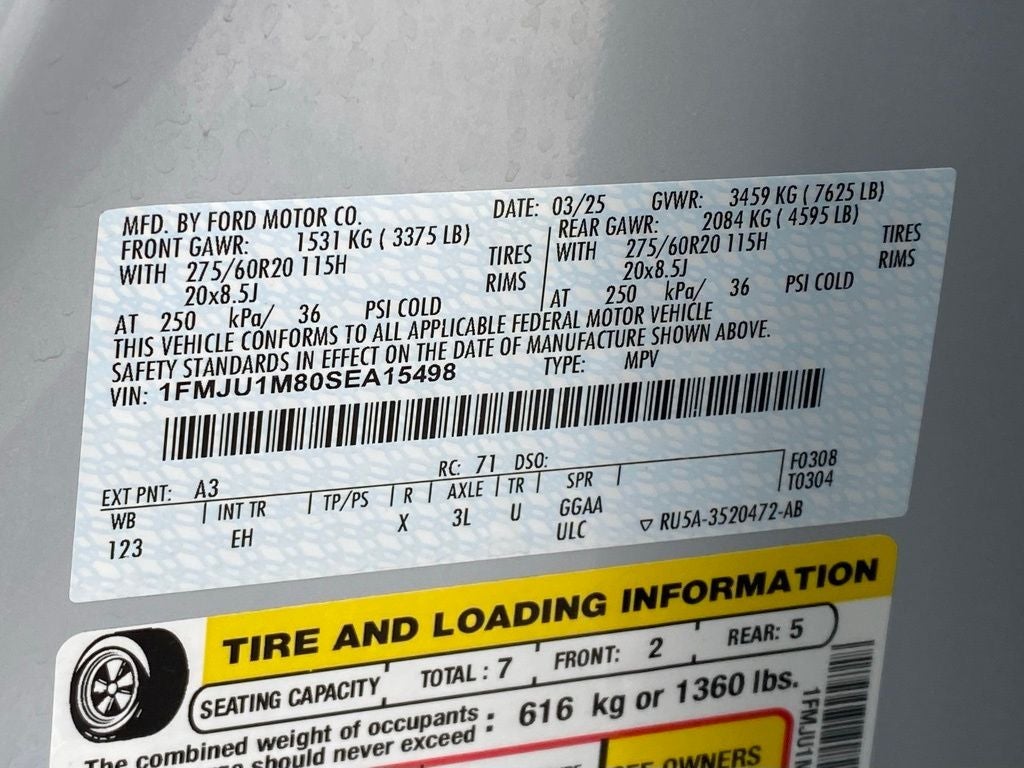 MFD. BY FORD MOTOR CO. DATE: 03/25 GVWR: 3459 KG ( 7625 LB)
FRONT GAWR: 1531 KG ( 3375 LB) REAR GAWR: 2084 KG ( 4595 LB)
WITH 275/60R20 115H TIRES WITH 275/60R20 115H TIRES
20x8.5J RIMS 20x8.5J RIMS
AT 250 kPa/ 36 PSI COLD AT 250 kPa/ 36 PSI COLD
THIS VEHICLE CONFORMS TO ALL APPLICABLE FEDERAL MOTOR VEHICLE
SAFETY STANDARDS IN EFFECT ON THE DATE OF MANUFACTURE SHOWN ABOVE.
VIN: 1FMJU1M80SEA15498 TYPE: MPV
EXT PNT: A3 RC: 71 DSO: F0308
WB INT TR TP/PS R AXLE TR SPR T0304
123 EH X 3L U GGAA
ULC ▽ RU5A-3520472-AB
TIRE AND LOADING INFORMATION
SEATING CAPACITY TOTAL : 7 FRONT: 2 REAR: 5
The combined weight of occupants : 616 kg or 1360 lbs.
should never exceed
OWNERS
1FMJU1M